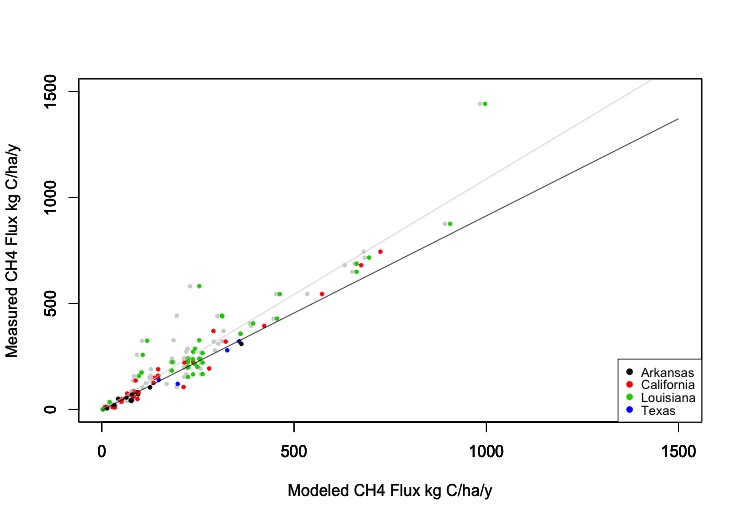 Measured CH4 Flux kg C/ha/y
1500
1000
500
0
Arkansas
California
Louisiana
Texas
0 500 1000 1500
Modeled CH4 Flux kg C/ha/y